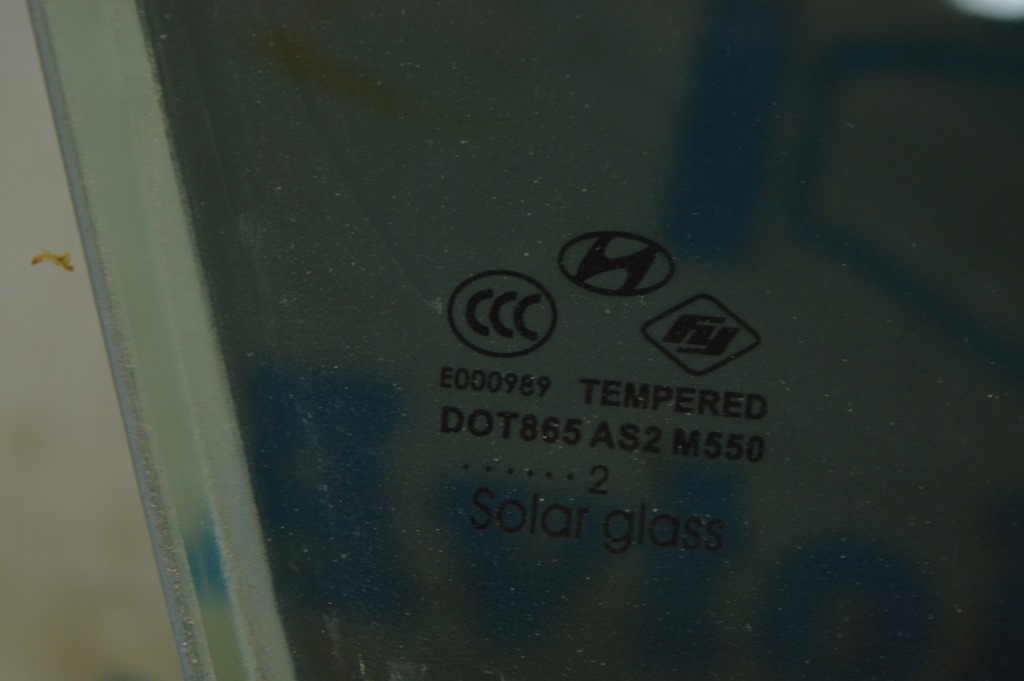 CCC
E000989 TEMPERED
DOT865 AS2 M550
......2
Solar glass